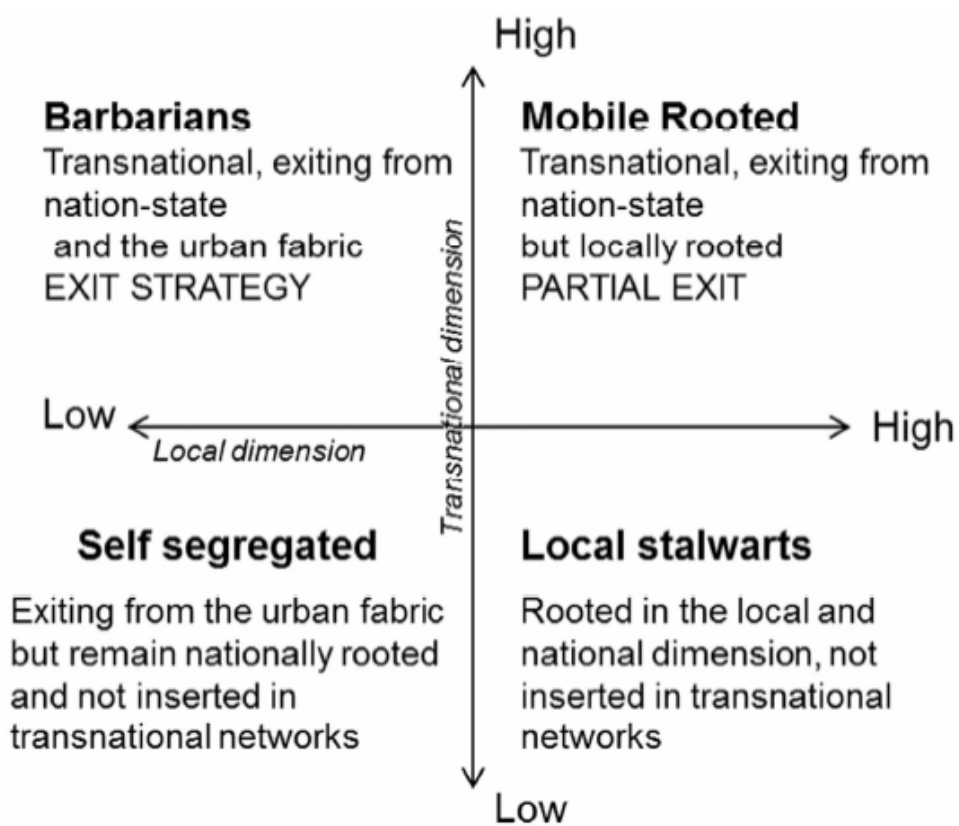 High
Barbarians
Transnational, exiting from
nation-state
and the urban fabric
EXIT STRATEGY
Mobile Rooted
Transnational, exiting from
nation-state
but locally rooted
PARTIAL EXIT
Transnational dimension
Low
Local dimension
High
Self segregated
Exiting from the urban fabric
but remain nationally rooted
and not inserted in
transnational networks
Local stalwarts
Rooted in the local and
national dimension, not
inserted in transnational
networks
Low